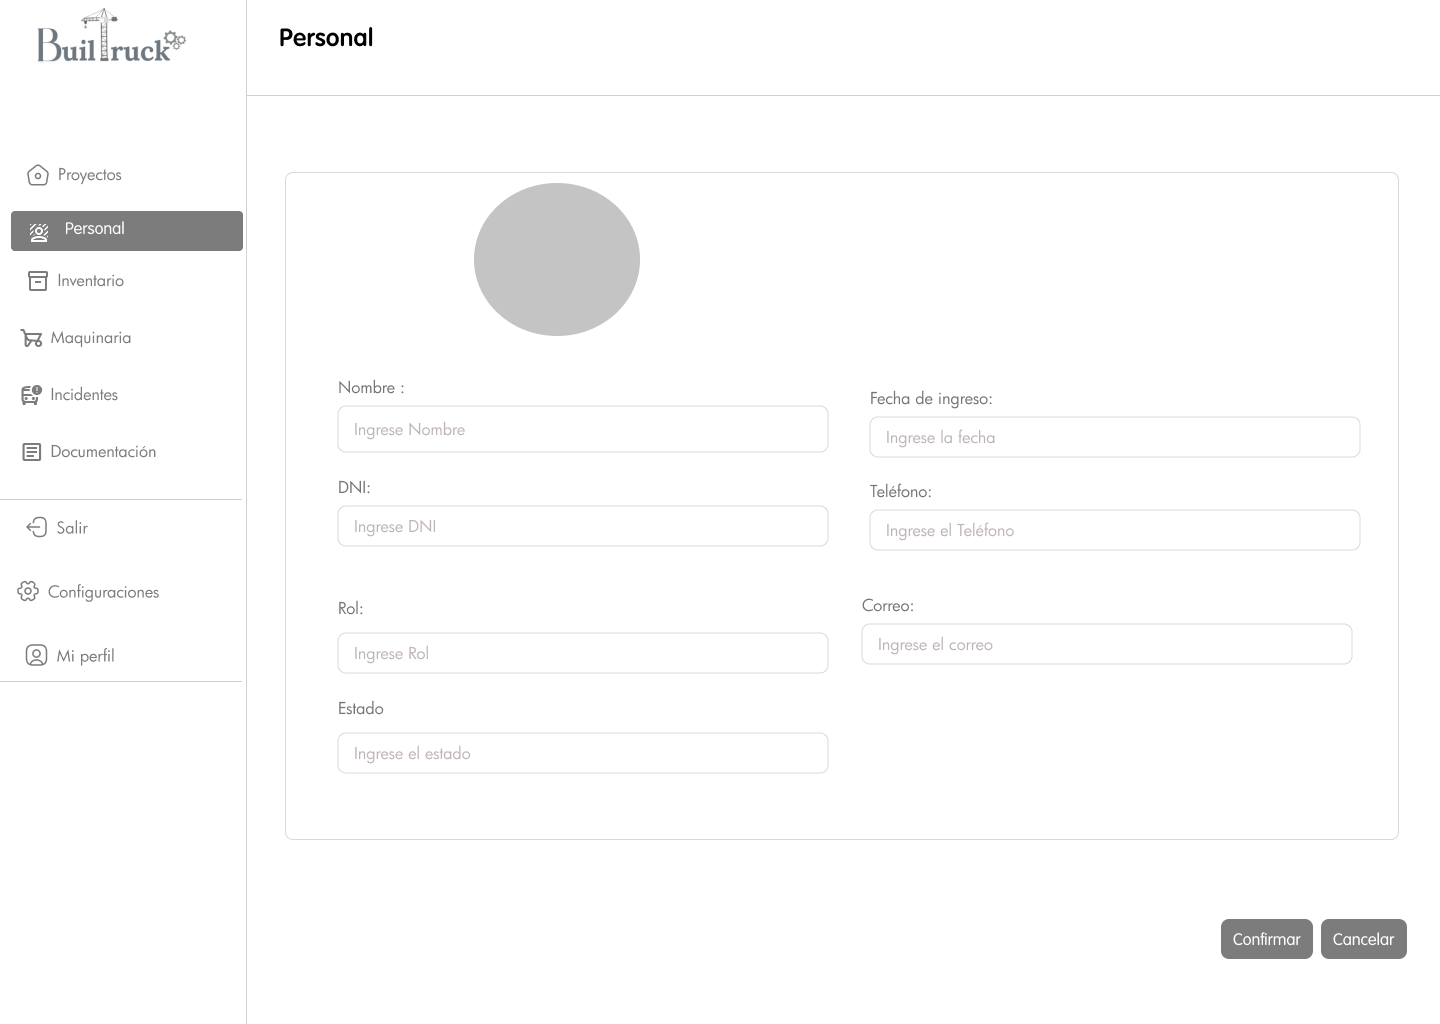 BuilTruck
Personal
Proyectos
Personal
Inventario
Maquinaria
Incidentes
Documentación
Salir
Configuraciones
Mi perfil
Nombre :
Ingrese Nombre
DNI:
Ingrese DNI
Rol:
Ingrese Rol
Estado
Ingrese el estado
Fecha de ingreso:
Ingrese la fecha
Teléfono:
Ingrese el Teléfono
Correo:
Ingrese el correo
Confirmar
Cancelar